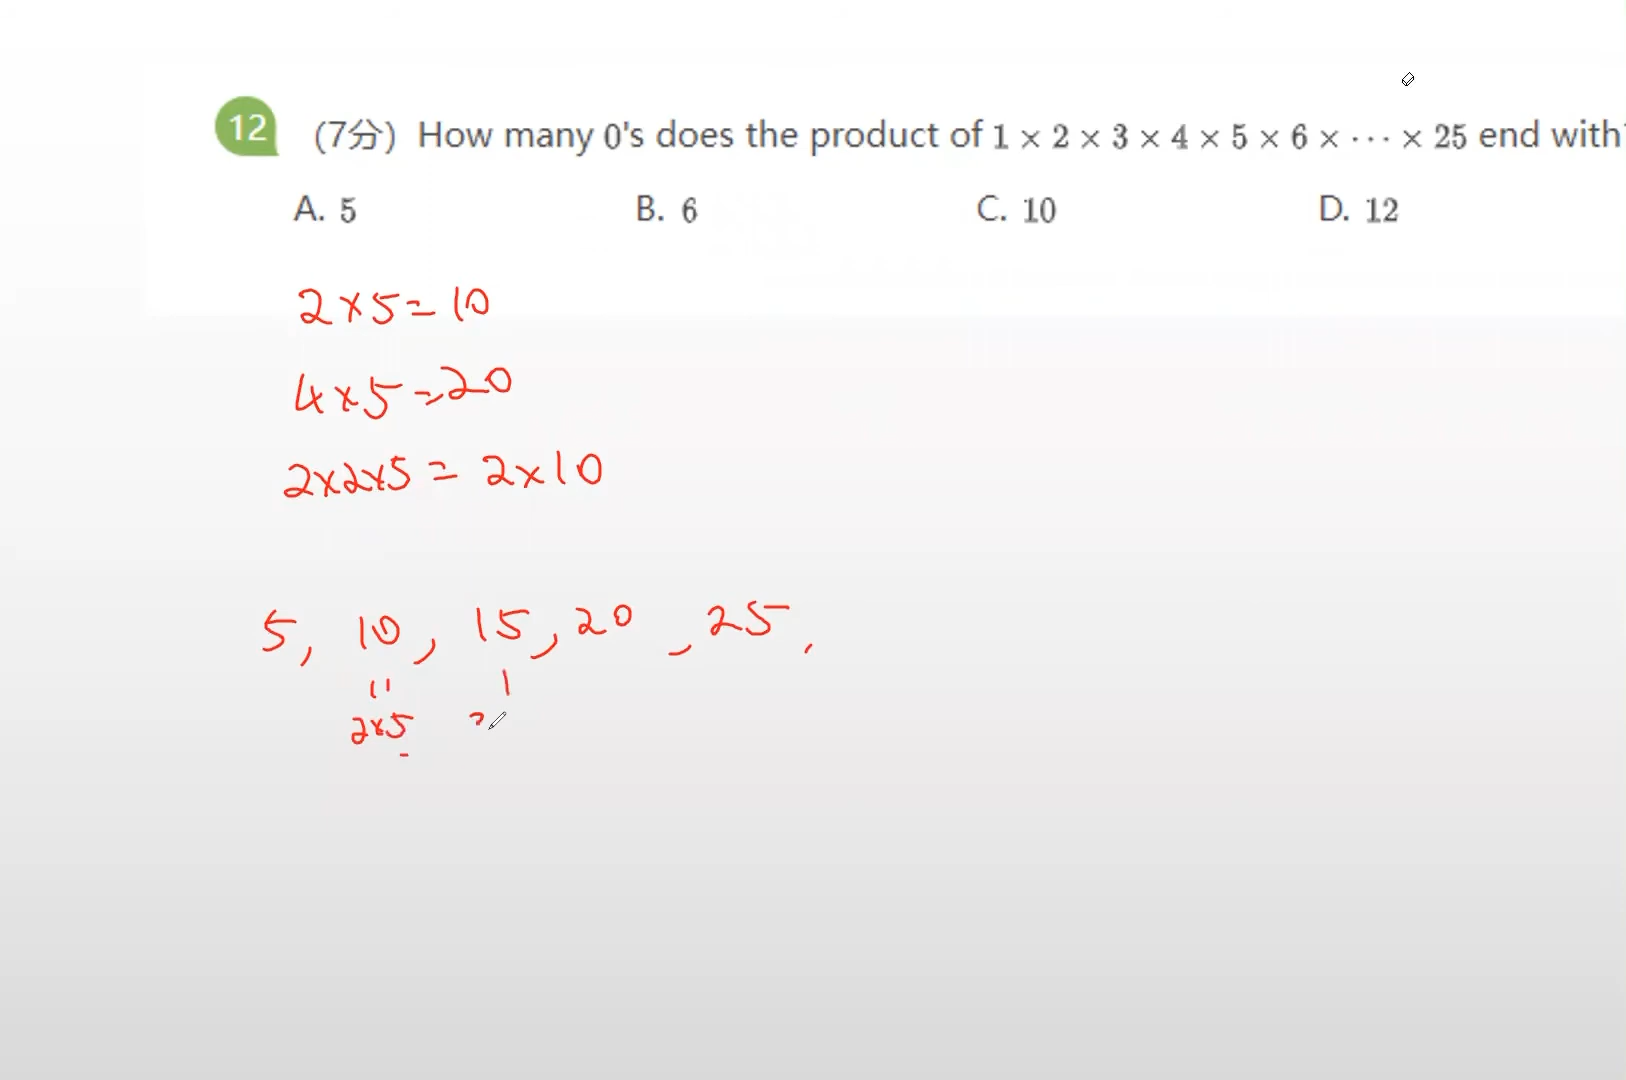 12 (7分) How many 0's does the product of 1 × 2 × 3 × 4 × 5 × 6 × ⋯ × 25 end with
A. 5 B. 6 C. 10 D. 12
2×5=10
4×5=20
2×2×5=2×10
5, 10, 15, 20, 25,
2×5